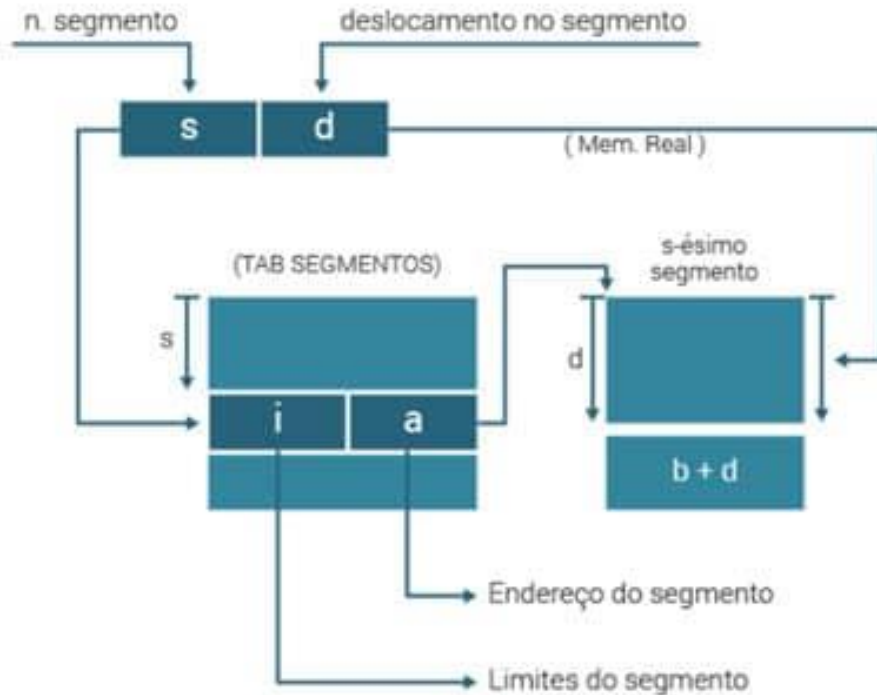 n. segmento
deslocamento no segmento
s
d
( Mem. Real )
(TAB SEGMENTOS)
s-ésimo
segmento
s
d
i
a
b + d
Endereço do segmento
Limites do segmento